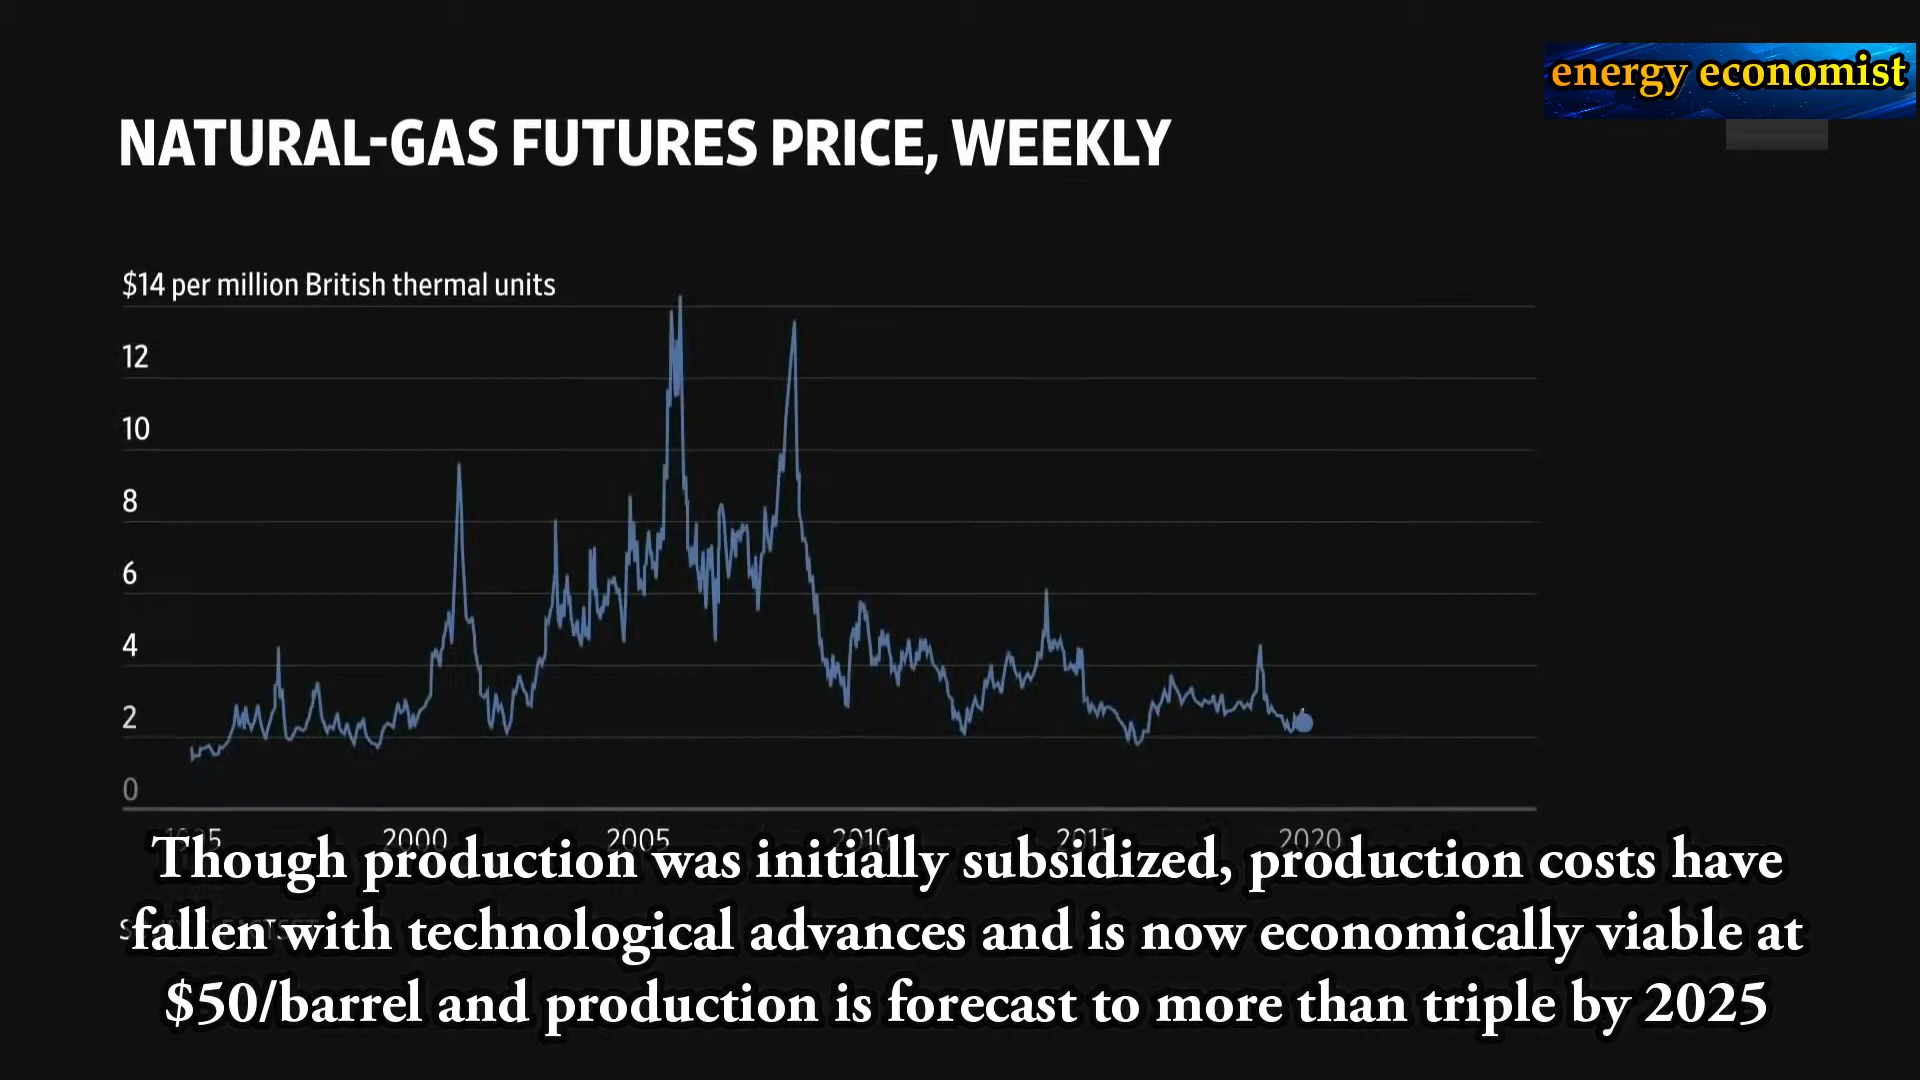 energy economist
NATURAL-GAS FUTURES PRICE, WEEKLY
$14 per million British thermal units
12
10
8
6
4
2
0
2000 2005 2010 2015 2020
Though production was initially subsidized, production costs have
fallen with technological advances and is now economically viable at
$50/barrel and production is forecast to more than triple by 2025